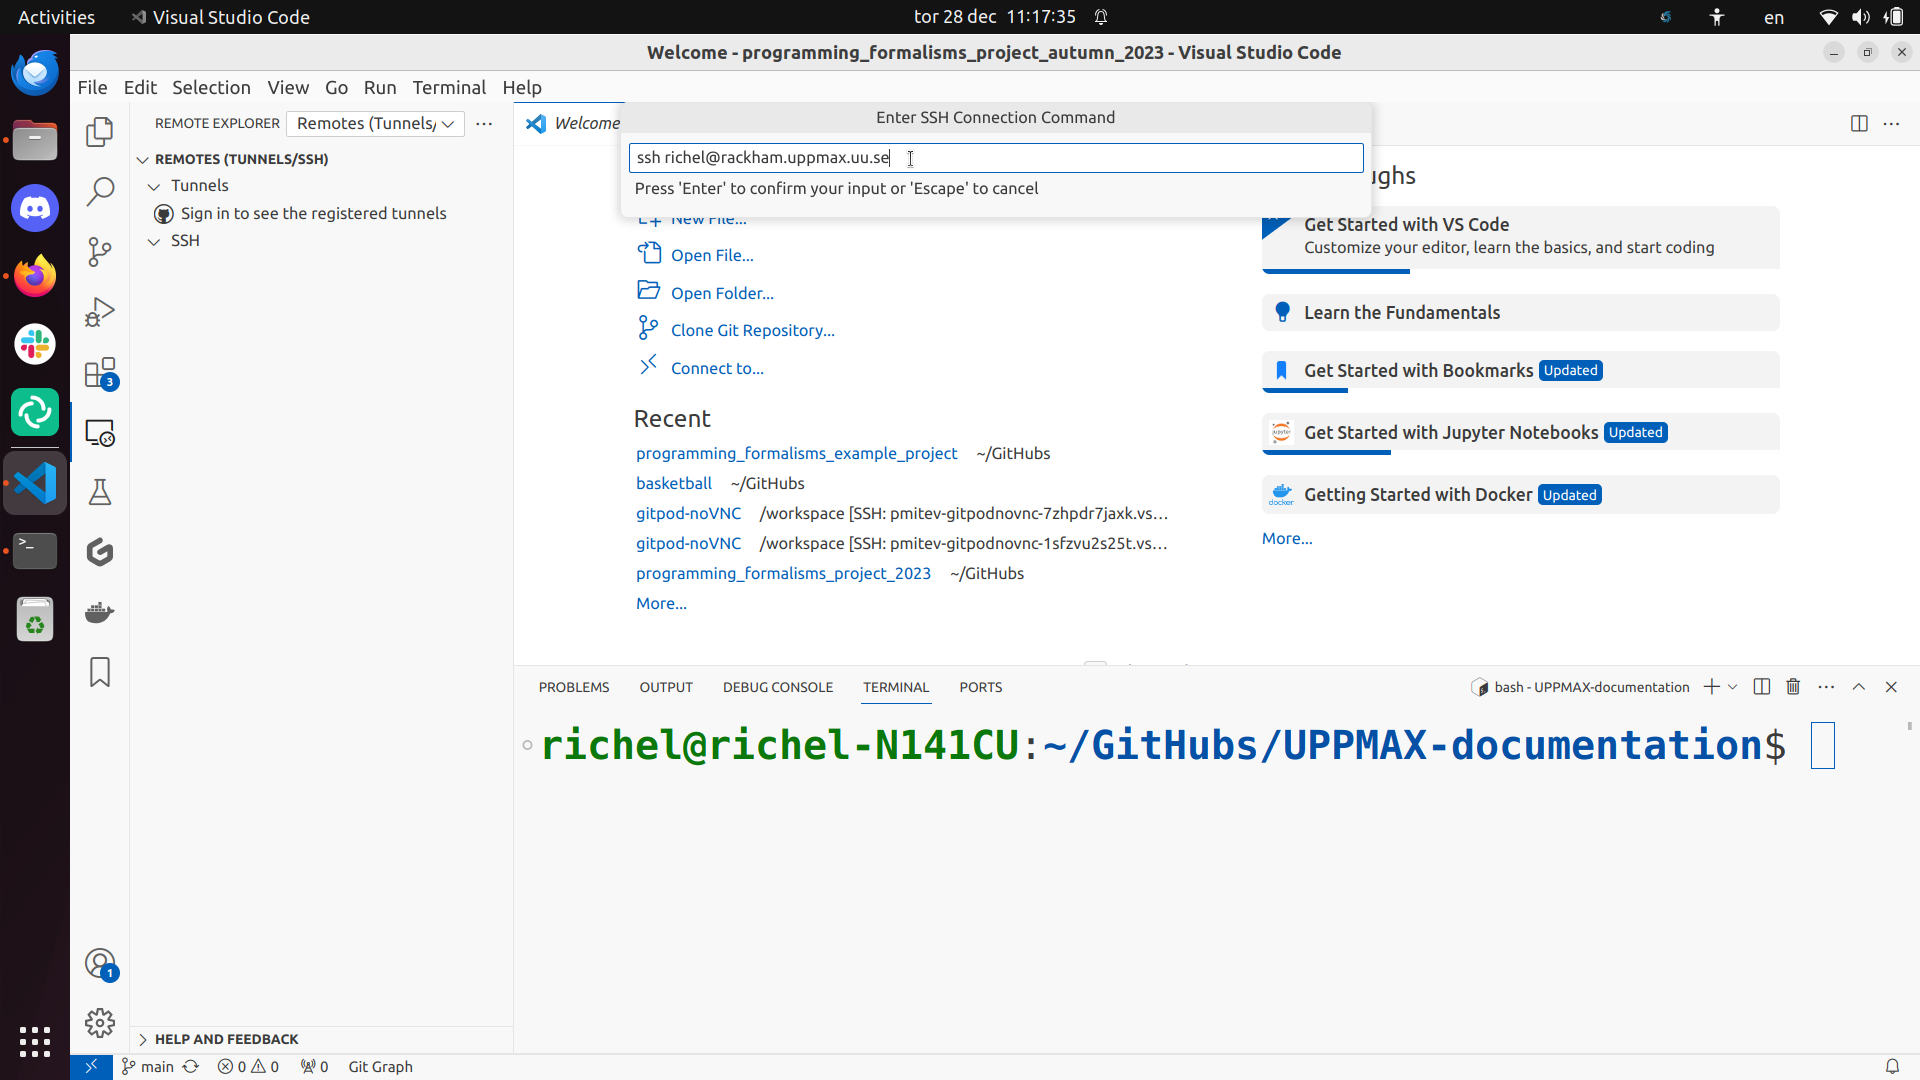 Activities
Visual Studio Code
tor 28 dec 11:17:35
en
Welcome - programming_formalisms_project_autumn_2023 - Visual Studio Code
File Edit Selection View Go Run Terminal Help
REMOTE EXPLORER
Remotes (Tunnels/
REMOTES (TUNNELS/SSH)
Tunnels
Sign in to see the registered tunnels
SSH
HELP AND FEEDBACK
3
1
Welcome
Enter SSH Connection Command
ssh richel@rackham.uppmax.uu.se
Press 'Enter' to confirm your input or 'Escape' to cancel
New File...
Open File...
Open Folder...
Clone Git Repository...
Connect to...
Recent
programming_formalisms_example_project ~/GitHubs
basketball ~/GitHubs
gitpod-noVNC /workspace [SSH: pmitev-gitpodnovnc-7zhpdr7jaxk.vs...
gitpod-noVNC /workspace [SSH: pmitev-gitpodnovnc-1sfzvu2s25t.vs...
programming_formalisms_project_2023 ~/GitHubs
More...
ughs
Get Started with VS Code
Customize your editor, learn the basics, and start coding
Learn the Fundamentals
Get Started with Bookmarks Updated
jupyter
Get Started with Jupyter Notebooks Updated
docker
Getting Started with Docker Updated
More...
PROBLEMS OUTPUT DEBUG CONSOLE TERMINAL PORTS
bash - UPPMAX-documentation
richel@richel-N141CU:~/GitHubs/UPPMAX-documentation$
main 0 0 0 Git Graph